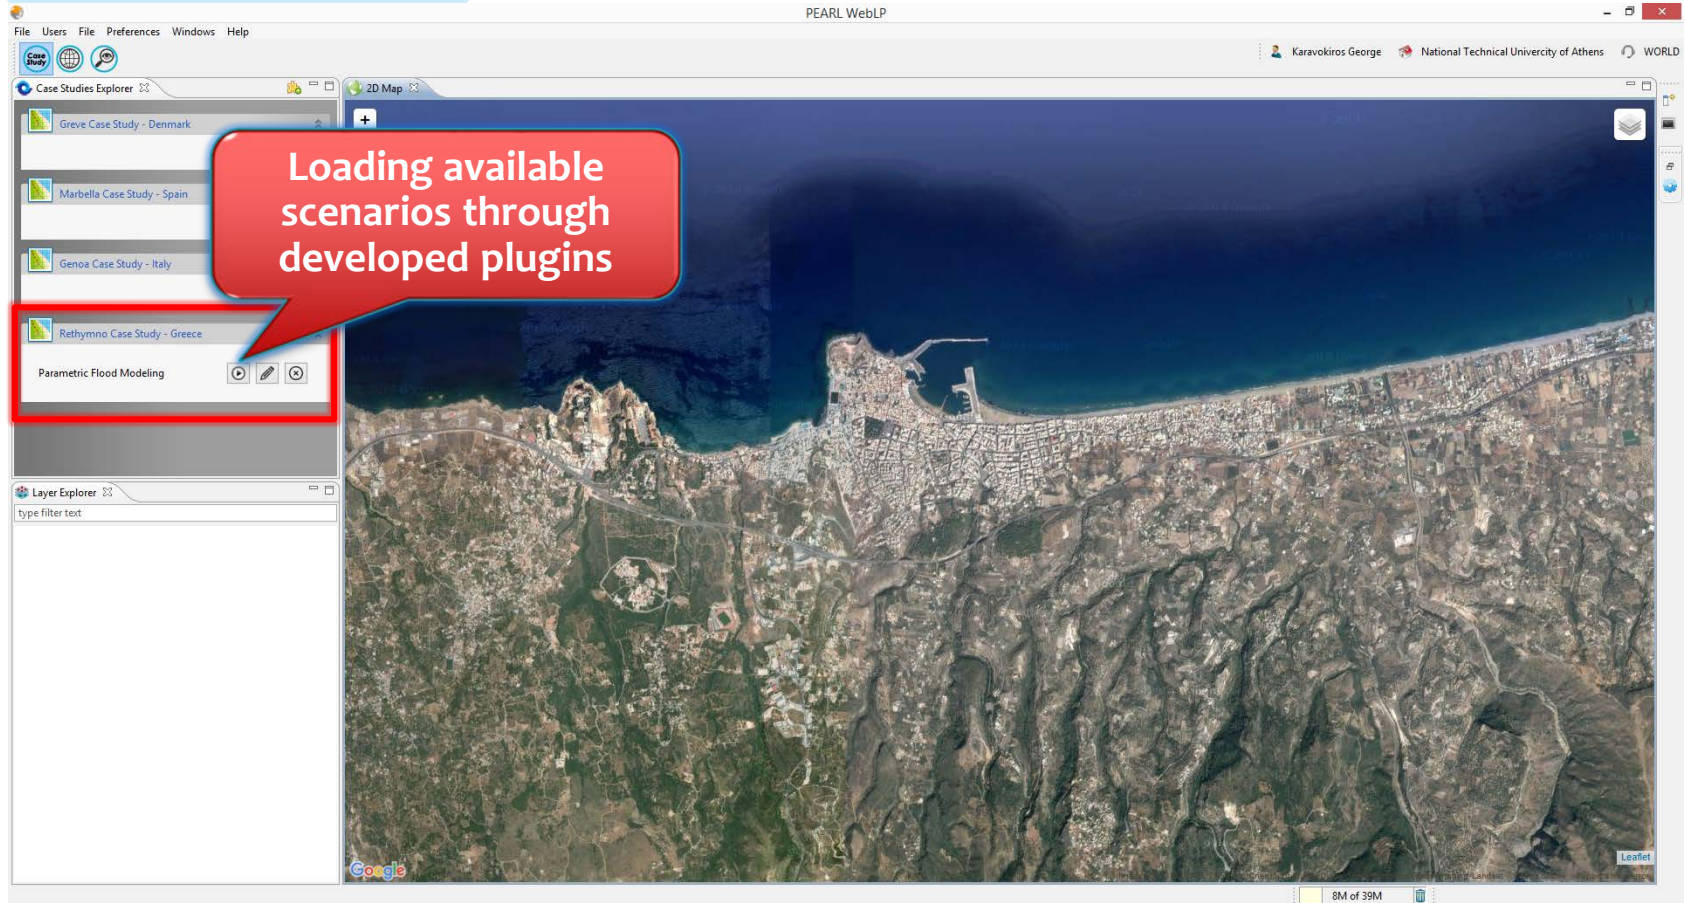 PEARL WebLP
File Users File Preferences Windows Help
Case Study
Karavokiros George National Technical Univercity of Athens WORLD
Case Studies Explorer
2D Map
Greve Case Study - Denmark
+
Loading available
scenarios through
developed plugins
Marbella Case Study - Spain
Genoa Case Study - Italy
Rethymno Case Study - Greece
Parametric Flood Modeling
Layer Explorer
type filter text
Google
Leaflet
8M of 39M